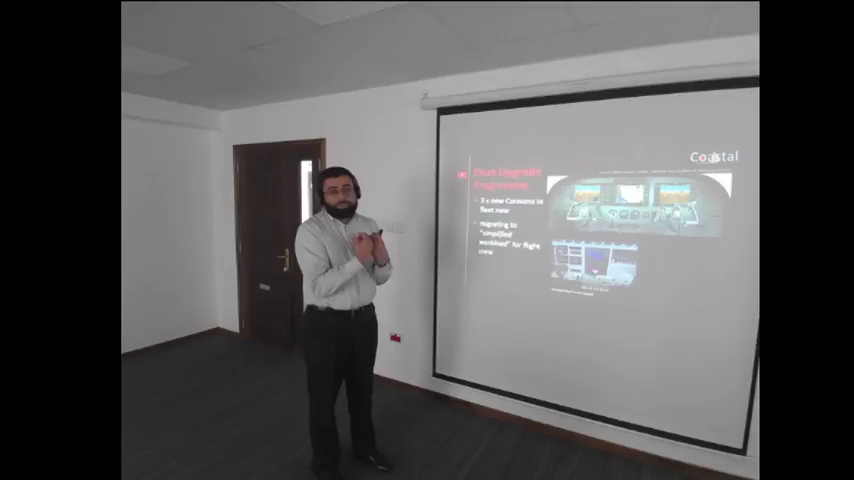 Coastal
Fleet Upgrade
Programme
3 x new Caravans in
fleet now
migrating to
"simplified
workload" for flight
crew